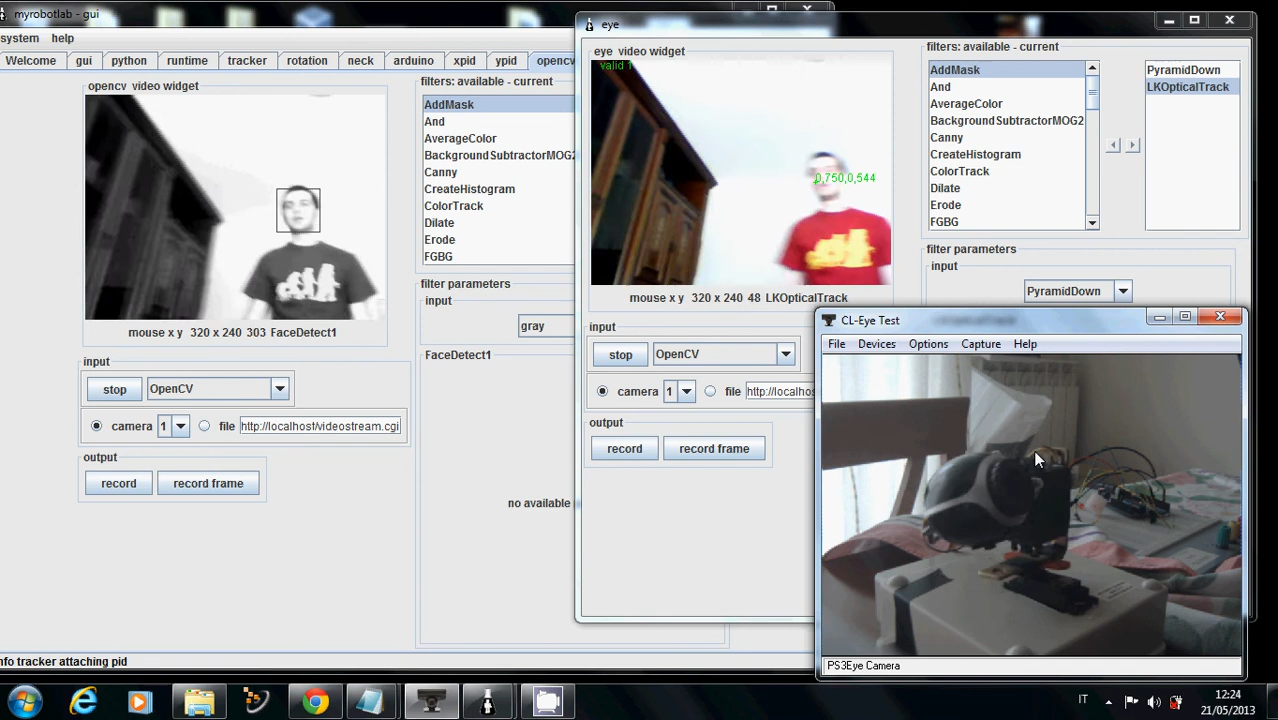 myrobotlab - gui
system help
Welcome gui python runtime tracker rotation neck arduino xpid ypid opencv
opencv video widget
mouse x y 320 x 240 303 FaceDetect1
input
stop OpenCV
camera 1 file http://localhost/videostream.cgi
output
record record frame
filters: available - current
AddMask
And
AverageColor
BackgroundSubtractorMOG2
Canny
CreateHistogram
ColorTrack
Dilate
Erode
FGBG
filter parameters
input
gray
FaceDetect1
no available
nfo tracker attaching pid
eye
eye video widget
Valid 1
0,750,0,544
mouse x y 320 x 240 48 LKOpticalTrack
input
stop OpenCV
camera 1 file http://localhos
output
record record frame
filters: available - current
AddMask
And
AverageColor
BackgroundSubtractorMOG2
Canny
CreateHistogram
ColorTrack
Dilate
Erode
FGBG
PyramidDown
LKOpticalTrack
filter parameters
input
PyramidDown
CL-Eye Test
File Devices Options Capture Help
PS3Eye Camera
IT
12:24
21/05/2013